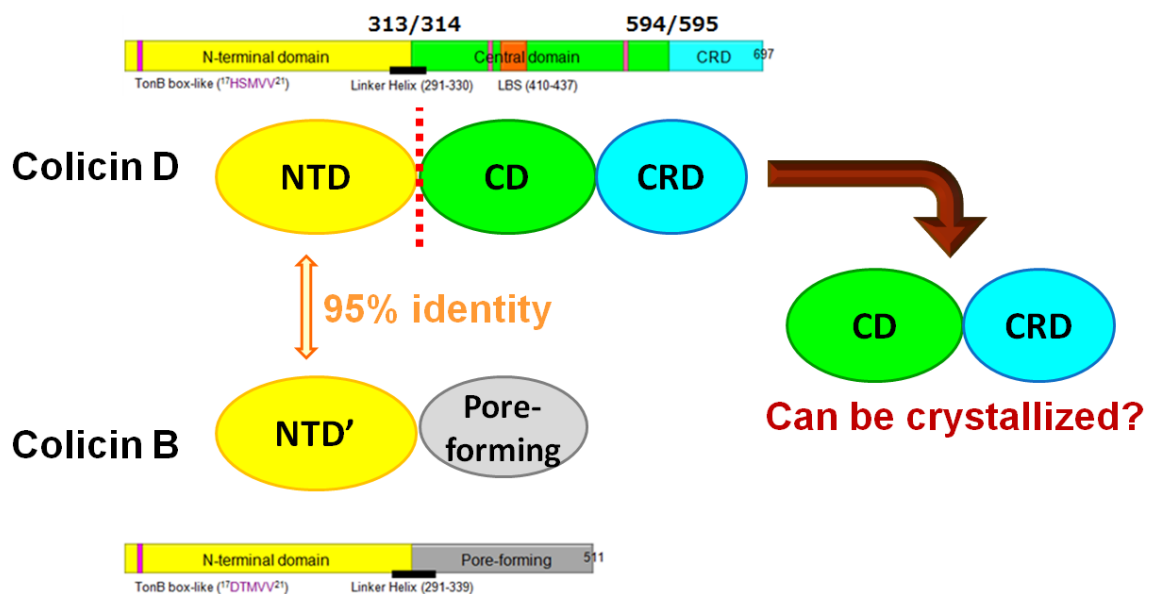 313/314 594/595
N-terminal domain Central domain CRD 697
TonB box-like (¹⁷HSMVV²¹) Linker Helix (291-330) LBS (410-437)
Colicin D NTD CD CRD
95% identity
CD CRD
Can be crystallized?
Colicin B NTD’ Pore-
forming
N-terminal domain Pore-forming 511
TonB box-like (¹⁷DTMVV²¹) Linker Helix (291-339)